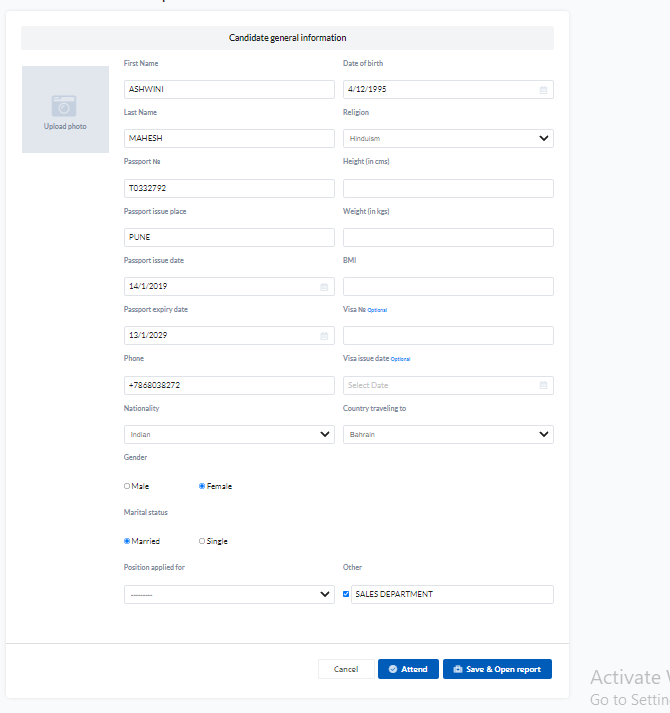 Candidate general information
First Name Date of birth
ASHWINI 4/12/1995
Last Name Religion
MAHESH Hinduism
Upload photo
Passport № Height (in cms)
T0332792
Passport issue place Weight (in kgs)
PUNE
Passport issue date BMI
14/1/2019
Passport expiry date Visa № Optional
13/1/2029
Phone Visa issue date Optional
+7868038272 Select Date
Nationality Country traveling to
Indian Bahrain
Gender
Male Female
Marital status
Married Single
Position applied for Other
--------- SALES DEPARTMENT
Cancel Attend Save & Open report
Activate
Go to Settin